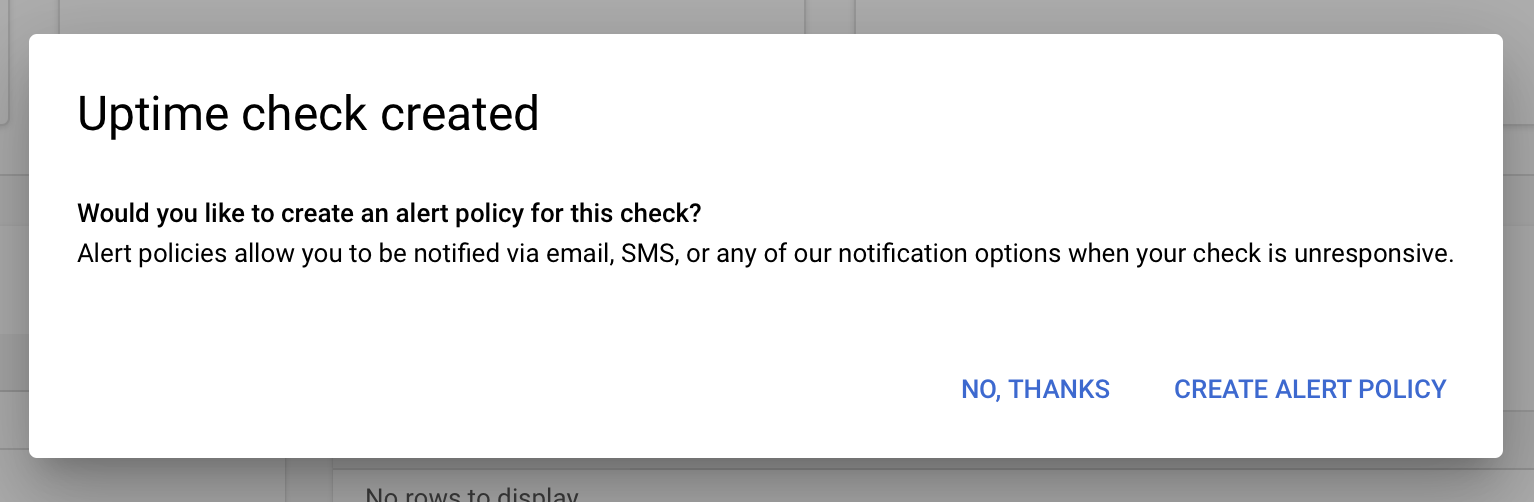 Uptime check created
Would you like to create an alert policy for this check?
Alert policies allow you to be notified via email, SMS, or any of our notification options when your check is unresponsive.
NO, THANKS CREATE ALERT POLICY
No rows to display